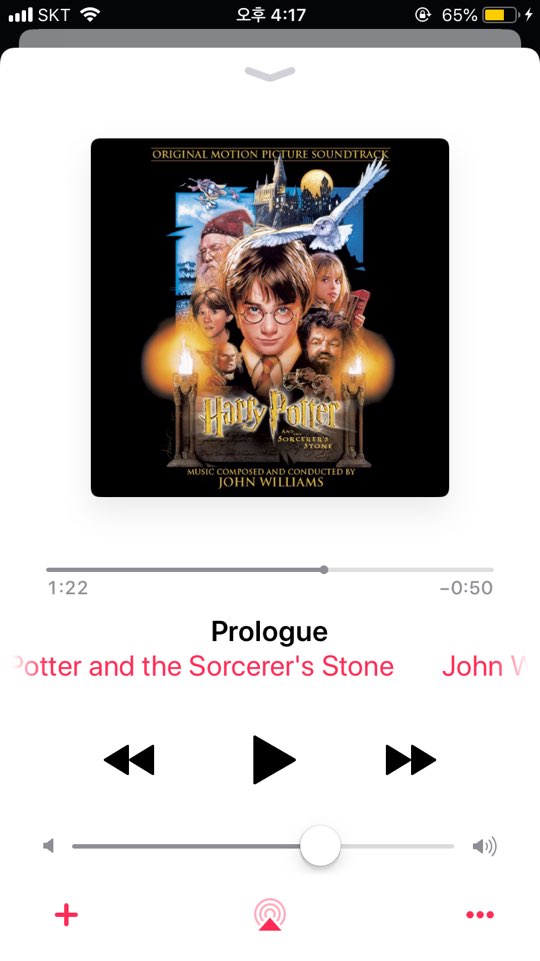 SKT 오후 4:17 65%
ORIGINAL MOTION PICTURE SOUNDTRACK
Harry Potter
AND THE
SORCERER'S
STONE
MUSIC COMPOSED AND CONDUCTED BY
JOHN WILLIAMS
1:22 −0:50
Prologue
Potter and the Sorcerer's Stone John W